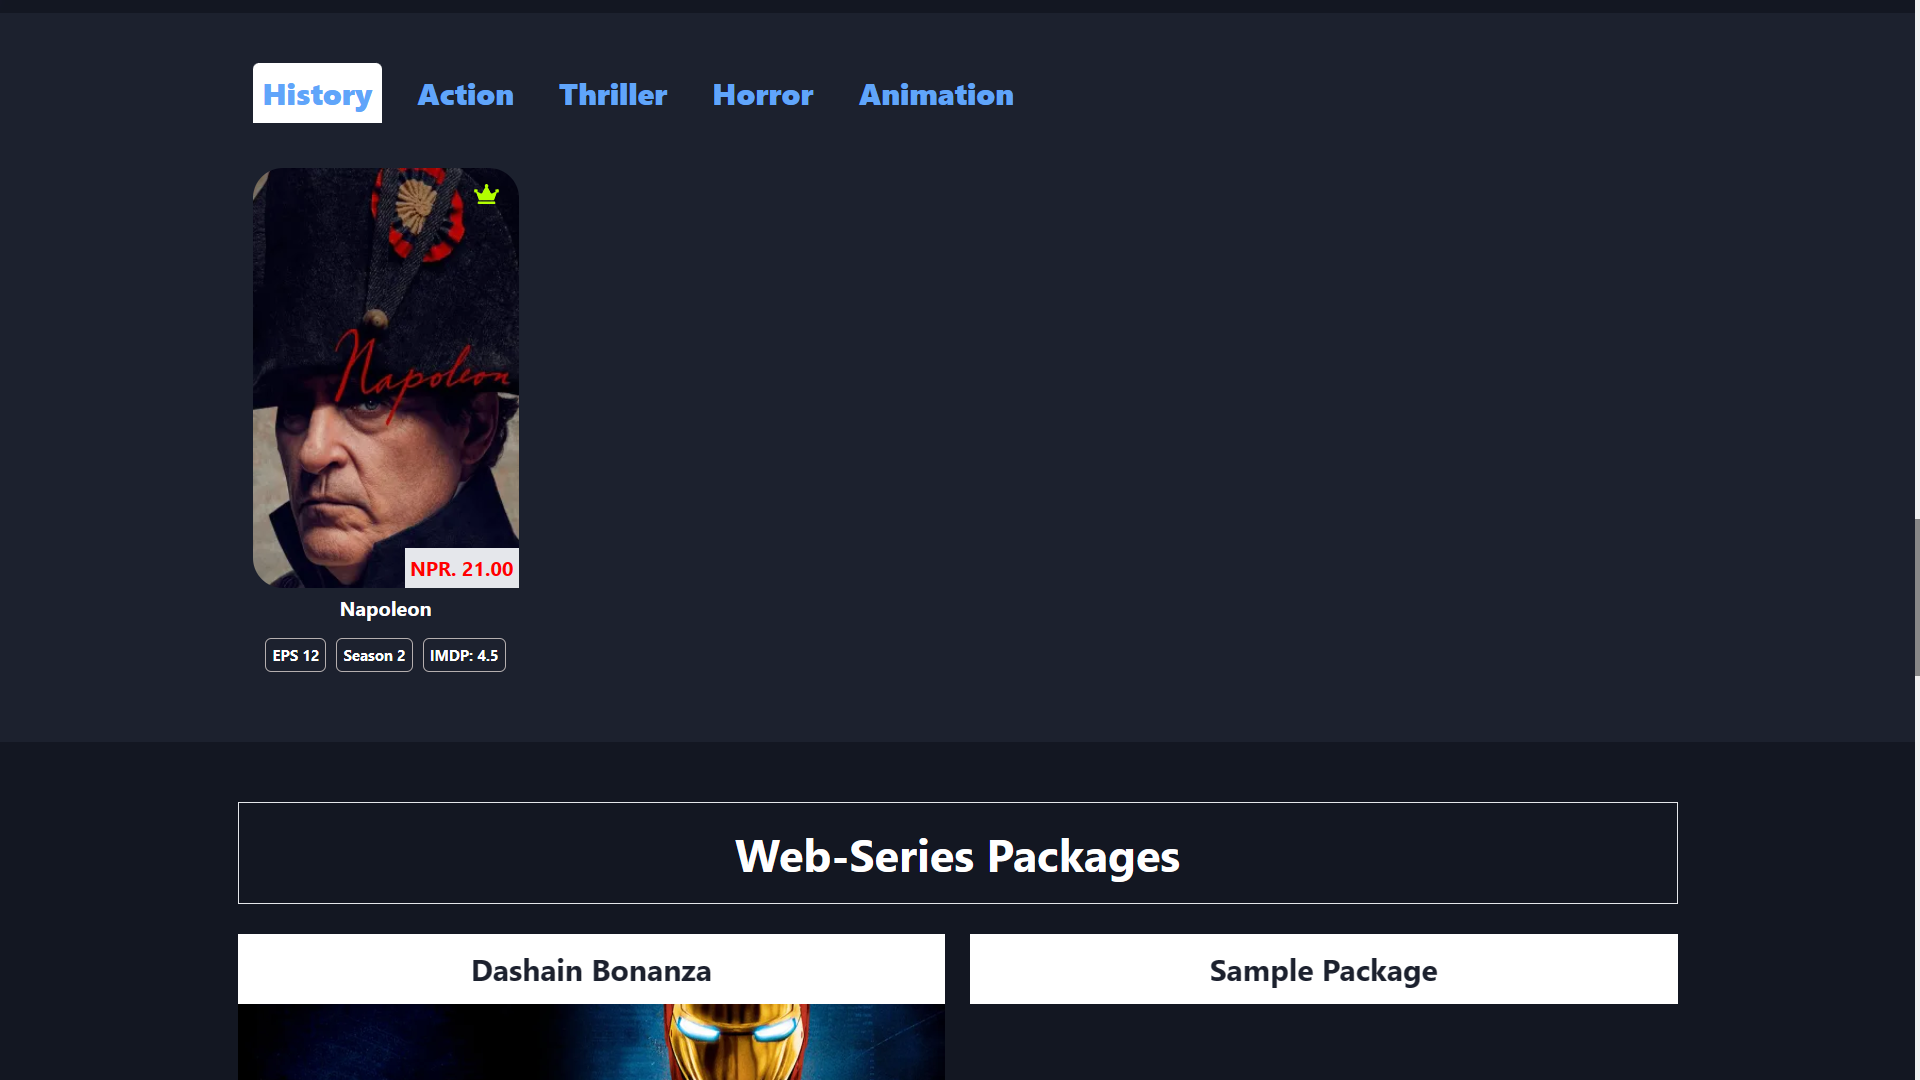 History Action Thriller Horror Animation
Napoleon
NPR. 21.00
Napoleon
EPS 12 Season 2 IMDP: 4.5
Web-Series Packages
Dashain Bonanza Sample Package